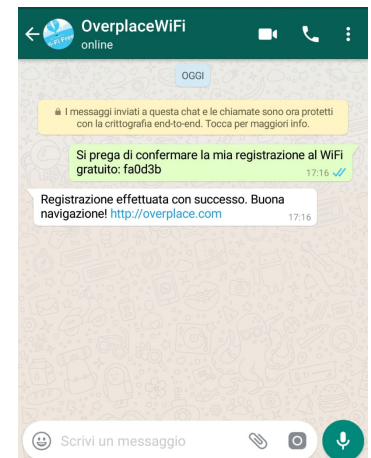 OverplaceWiFi
online
OGGI
I messaggi inviati a questa chat e le chiamate sono ora protetti
con la crittografia end-to-end. Tocca per maggiori info.
Si prega di confermare la mia registrazione al WiFi
gratuito: fa0d3b
17:16
Registrazione effettuata con successo. Buona
navigazione! http://overplace.com
17:16
Scrivi un messaggio